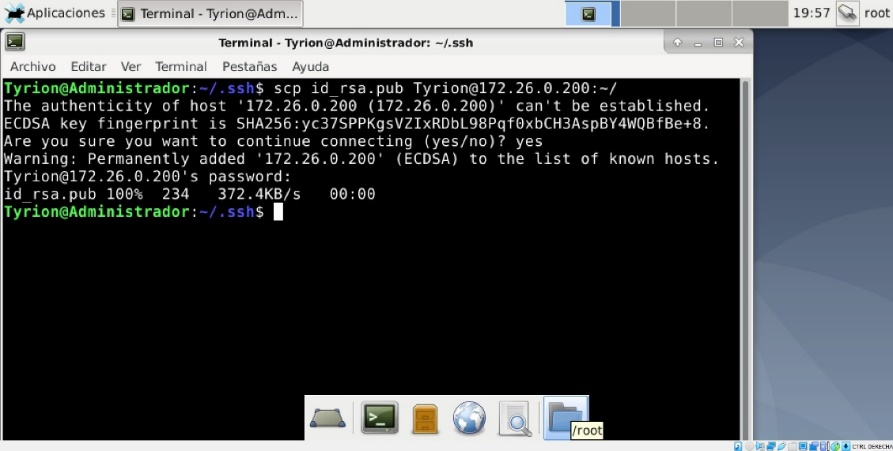 Aplicaciones
Terminal - Tyrion@Adm...
19:57
root
Terminal - Tyrion@Administrador: ~/.ssh
Archivo Editar Ver Terminal Pestañas Ayuda
Tyrion@Administrador:~/.ssh$ scp id_rsa.pub Tyrion@172.26.0.200:~/
The authenticity of host '172.26.0.200 (172.26.0.200)' can't be established.
ECDSA key fingerprint is SHA256:yc37SPPKgsVZIxRDbL98Pqf0xbCH3AspBY4WQBfBe+8.
Are you sure you want to continue connecting (yes/no)? yes
Warning: Permanently added '172.26.0.200' (ECDSA) to the list of known hosts.
Tyrion@172.26.0.200's password:
id_rsa.pub 100% 234 372.4KB/s 00:00
Tyrion@Administrador:~/.ssh$
/root
CTRL DERECHA